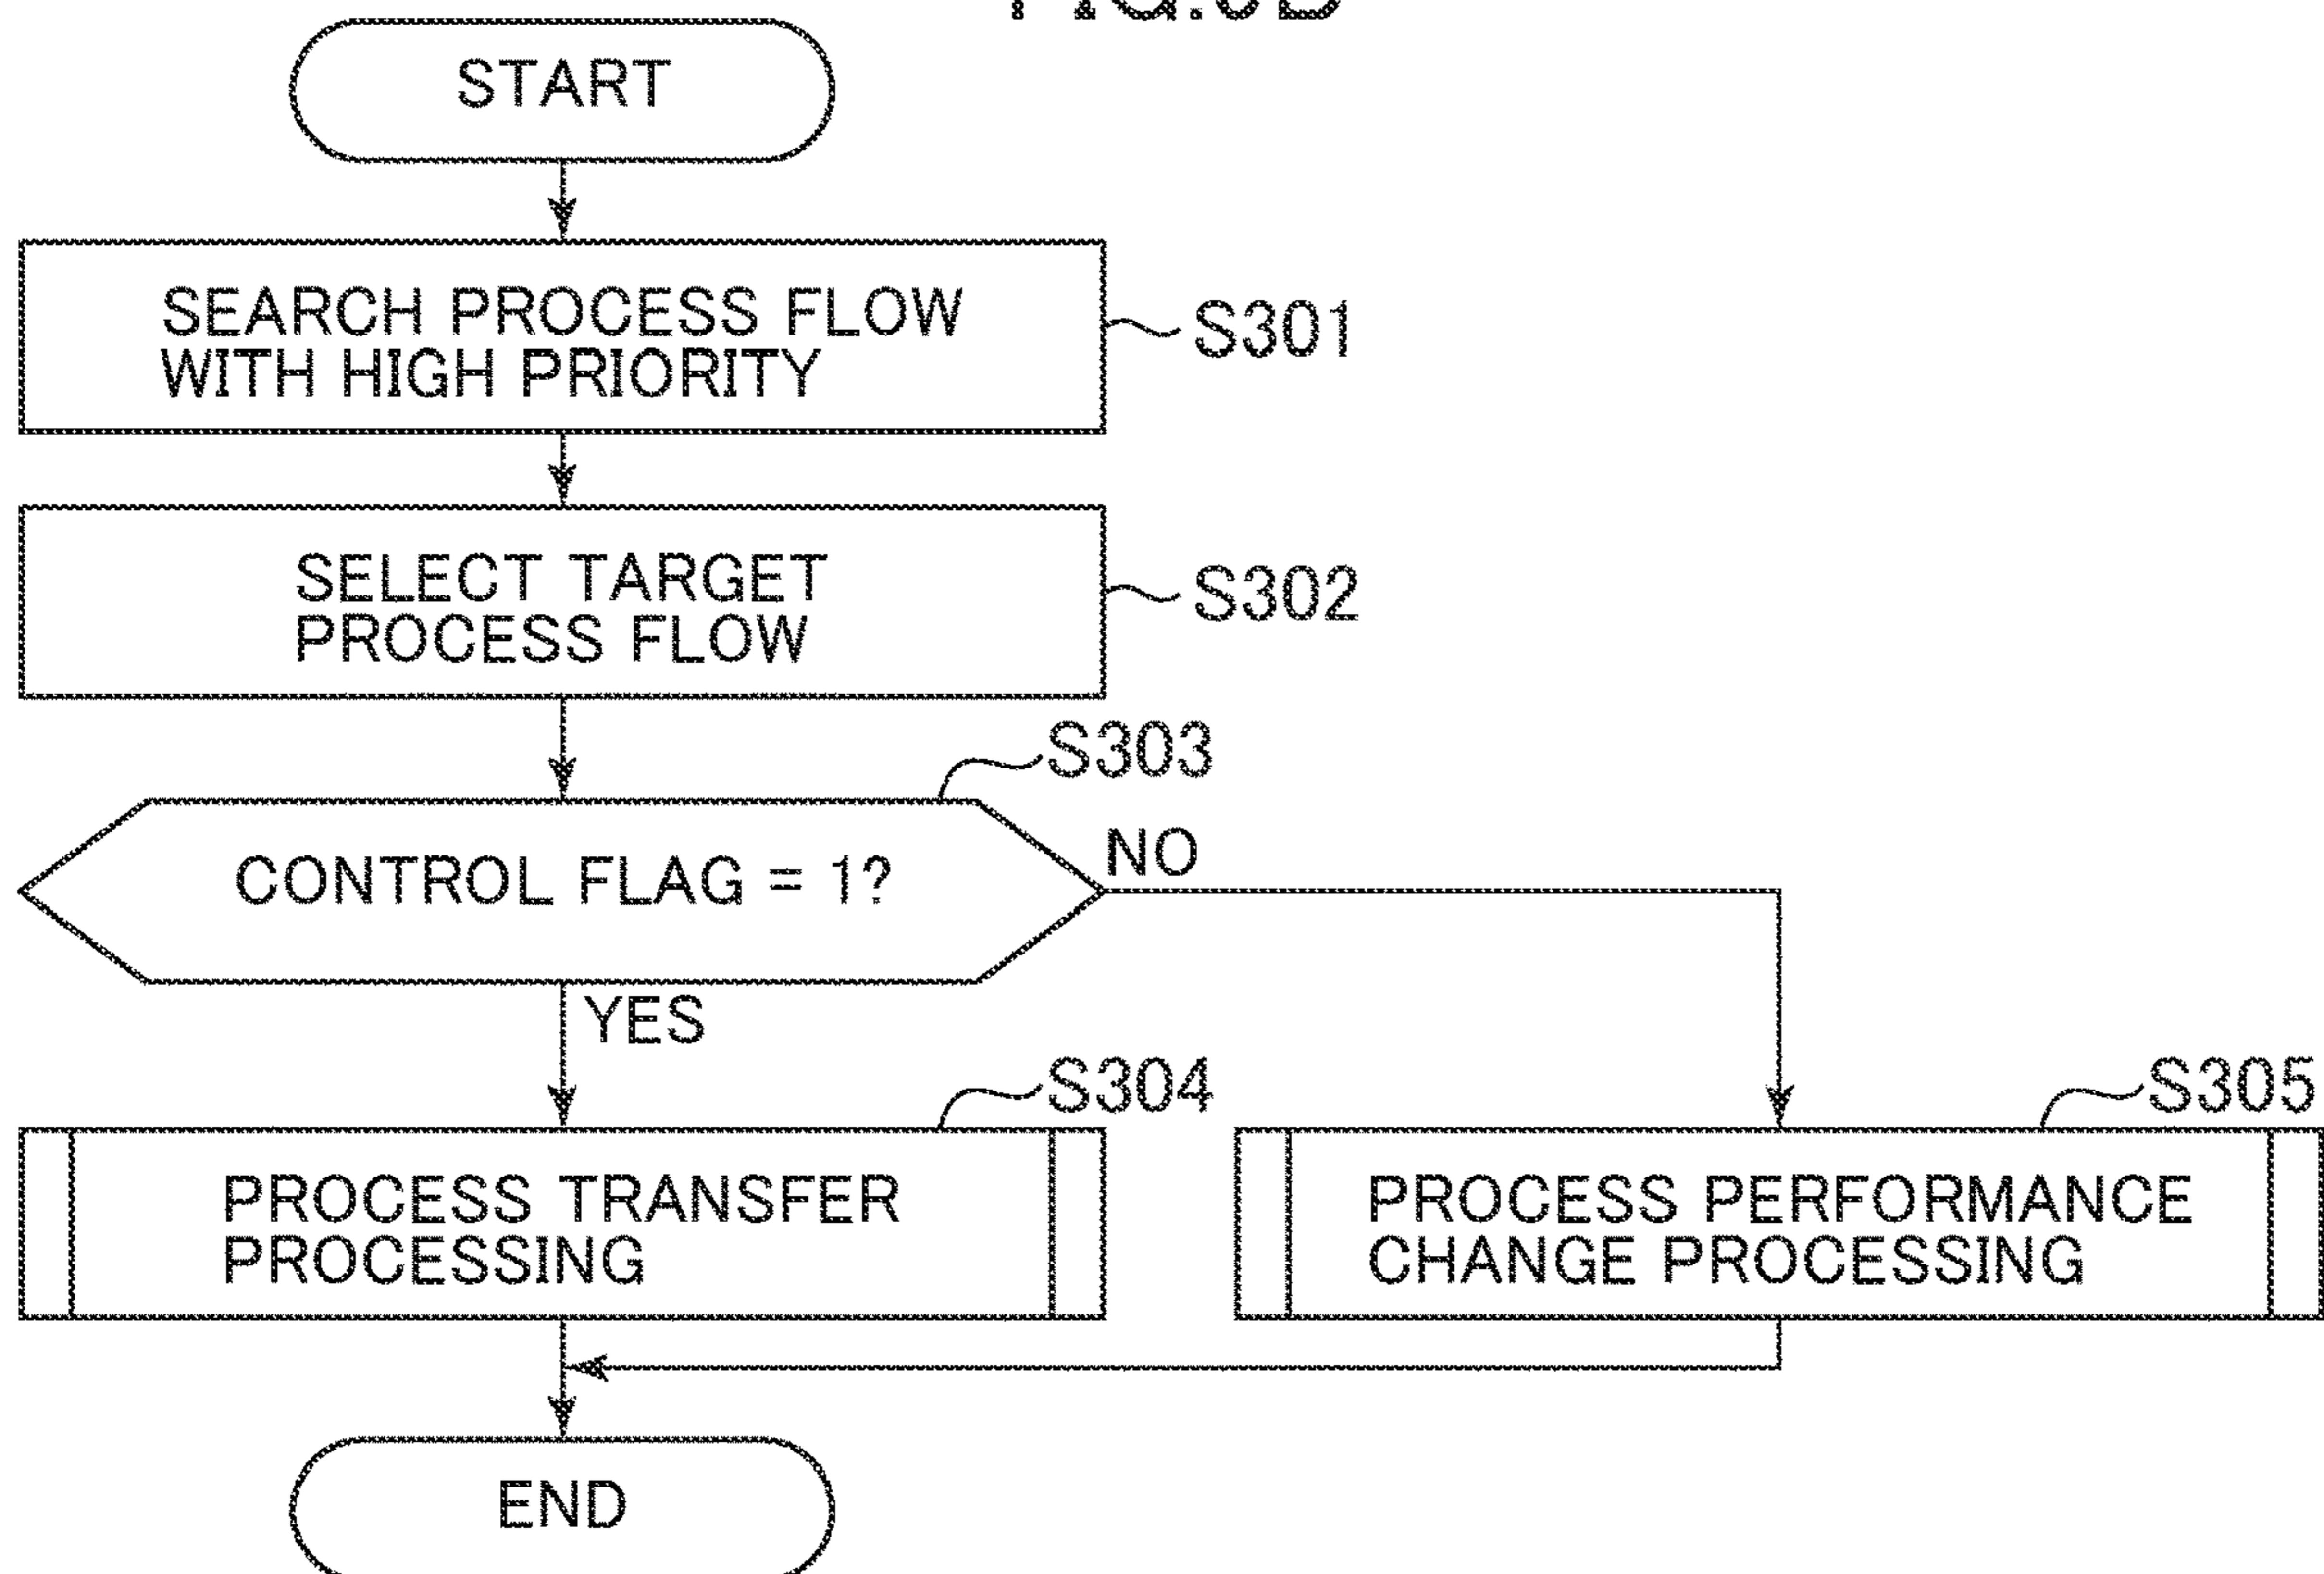 START
SEARCH PROCESS FLOW
WITH HIGH PRIORITY
S301
SELECT TARGET
PROCESS FLOW
S302
S303
CONTROL FLAG = 1?
NO
YES
S304
PROCESS TRANSFER
PROCESSING
S305
PROCESS PERFORMANCE
CHANGE PROCESSING
END